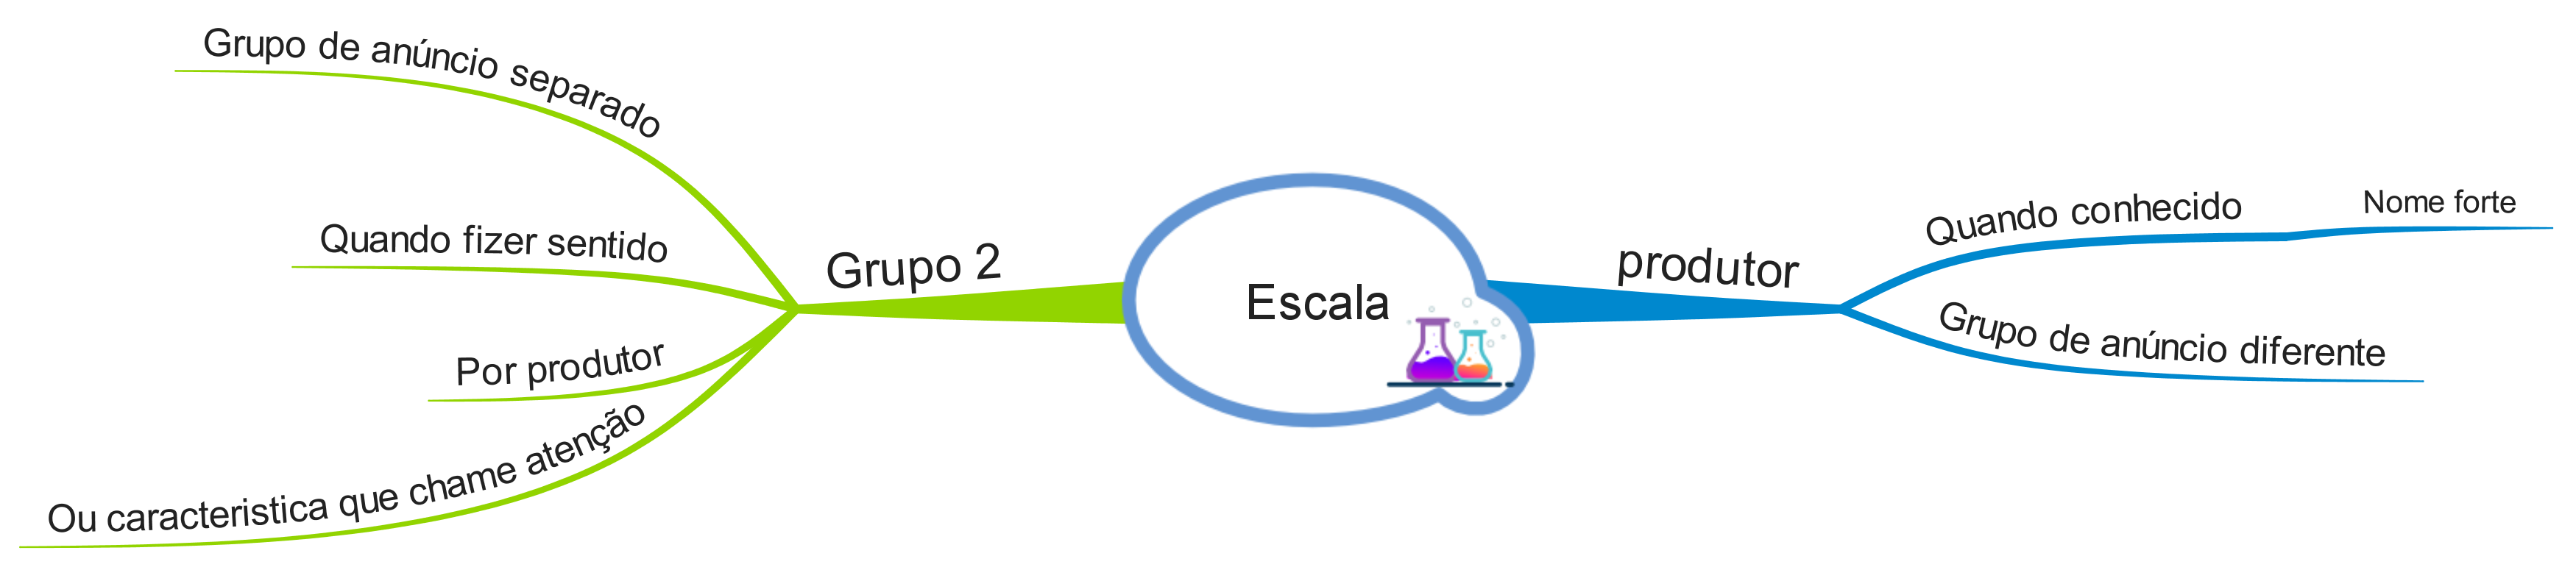 Grupo de anúncio separado
Quando fizer sentido
Por produtor
Ou caracteristica que chame atenção
Grupo 2
Escala
produtor
Quando conhecido
Nome forte
Grupo de anúncio diferente